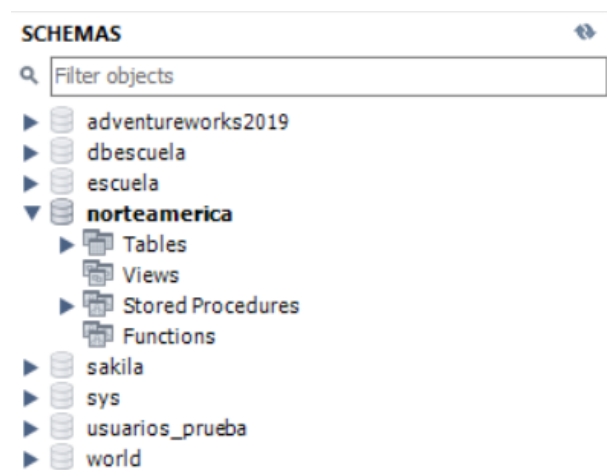 SCHEMAS
Filter objects
adventureworks2019
dbescuela
escuela
norteamerica
Tables
Views
Stored Procedures
Functions
sakila
sys
usuarios_prueba
world